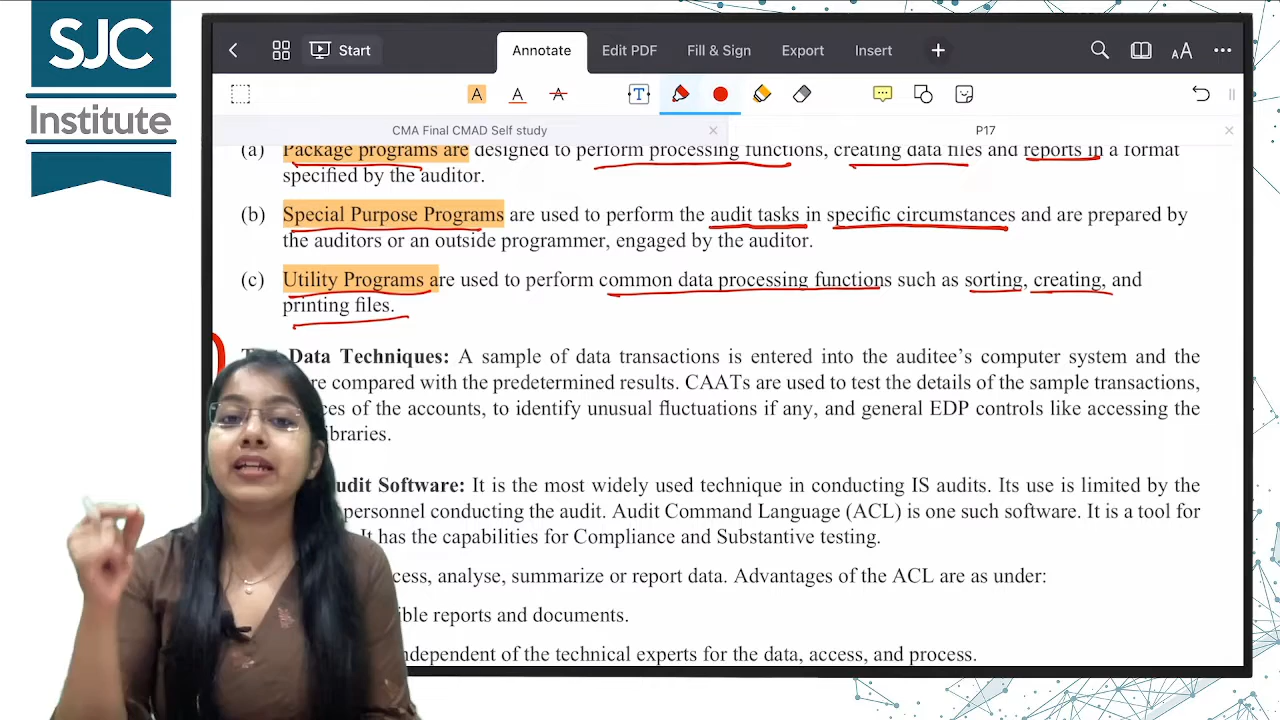 SJC
Institute
Start
Annotate
Edit PDF
Fill & Sign
Export
Insert
CMA Final CMAD Self study
P17
(a) Package programs are designed to perform processing functions, creating data files and reports in a format
specified by the auditor.
(b) Special Purpose Programs are used to perform the audit tasks in specific circumstances and are prepared by
the auditors or an outside programmer, engaged by the auditor.
(c) Utility Programs are used to perform common data processing functions such as sorting, creating, and
printing files.
Data Techniques: A sample of data transactions is entered into the auditee's computer system and the
compared with the predetermined results. CAATs are used to test the details of the sample transactions,
of the accounts, to identify unusual fluctuations if any, and general EDP controls like accessing the
Software: It is the most widely used technique in conducting IS audits. Its use is limited by the
personnel conducting the audit. Audit Command Language (ACL) is one such software. It is a tool for
It has the capabilities for Compliance and Substantive testing.
analyse, summarize or report data. Advantages of the ACL are as under:
reports and documents.
of the technical experts for the data, access, and process.